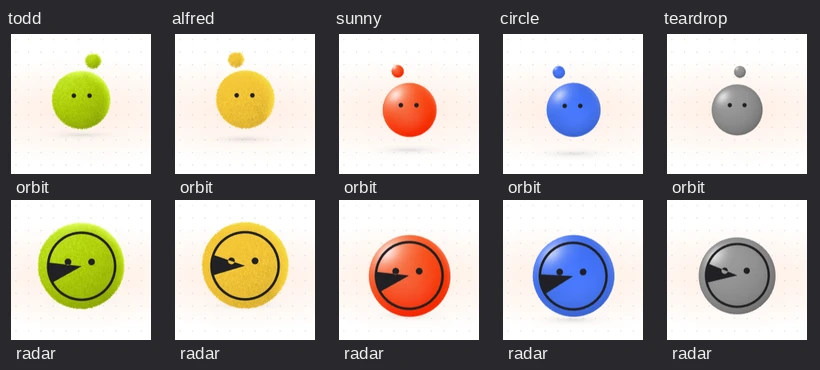 todd alfred sunny circle teardrop
orbit orbit orbit orbit orbit
radar radar radar radar radar